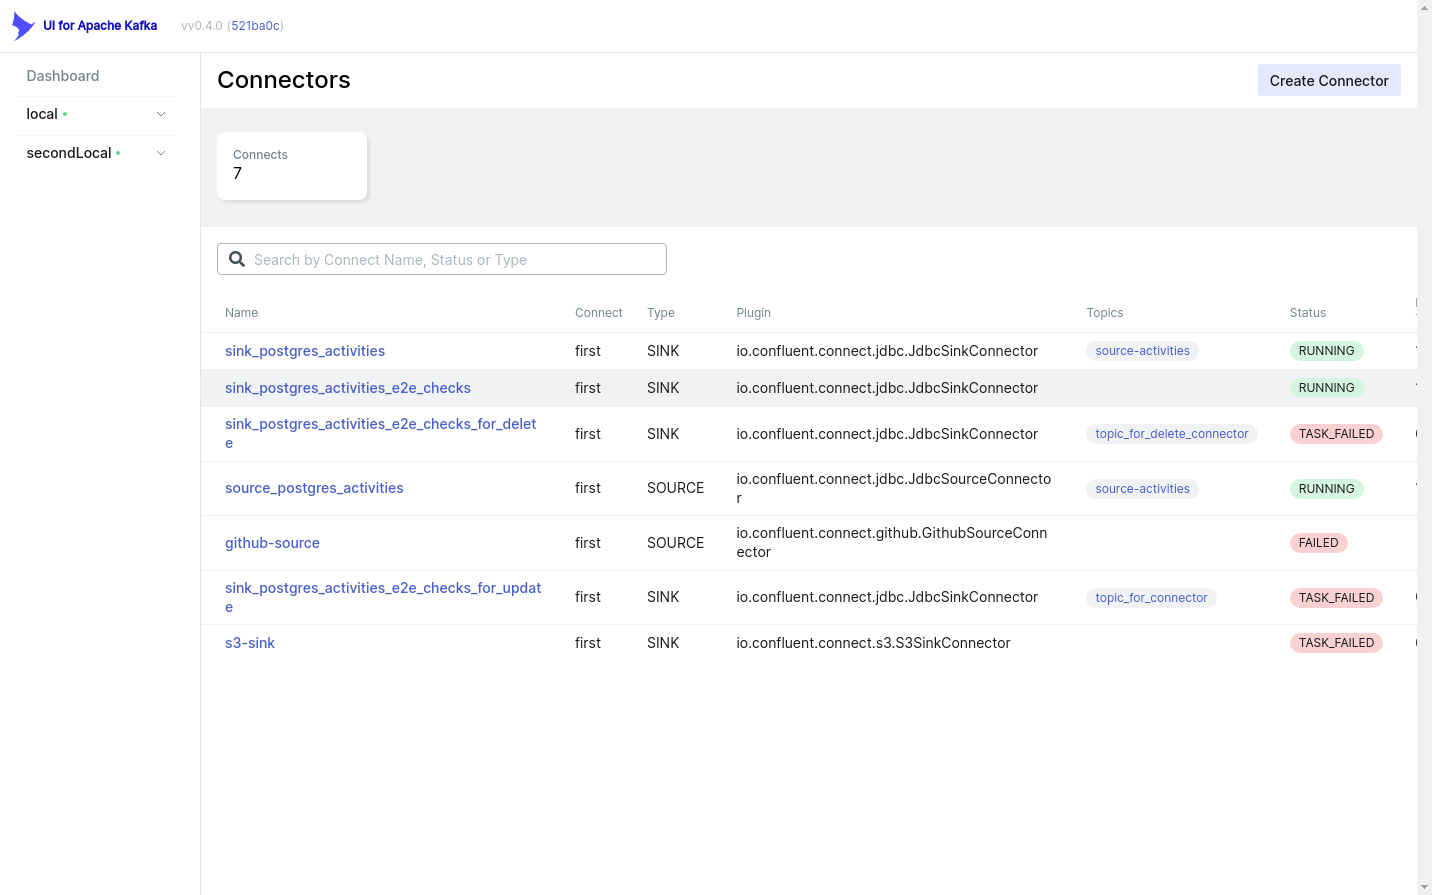 UI for Apache Kafka vv0.4.0 (521ba0c)
Dashboard
local
secondLocal
Connectors
Create Connector
Connects
7
Search by Connect Name, Status or Type
Name Connect Type Plugin Topics Status
sink_postgres_activities first SINK io.confluent.connect.jdbc.JdbcSinkConnector source-activities RUNNING
sink_postgres_activities_e2e_checks first SINK io.confluent.connect.jdbc.JdbcSinkConnector RUNNING
sink_postgres_activities_e2e_checks_for_delet
e first SINK io.confluent.connect.jdbc.JdbcSinkConnector topic_for_delete_connector TASK_FAILED
source_postgres_activities first SOURCE io.confluent.connect.jdbc.JdbcSourceConnecto
r source-activities RUNNING
github-source first SOURCE io.confluent.connect.github.GithubSourceConn
ector FAILED
sink_postgres_activities_e2e_checks_for_updat
e first SINK io.confluent.connect.jdbc.JdbcSinkConnector topic_for_connector TASK_FAILED
s3-sink first SINK io.confluent.connect.s3.S3SinkConnector TASK_FAILED